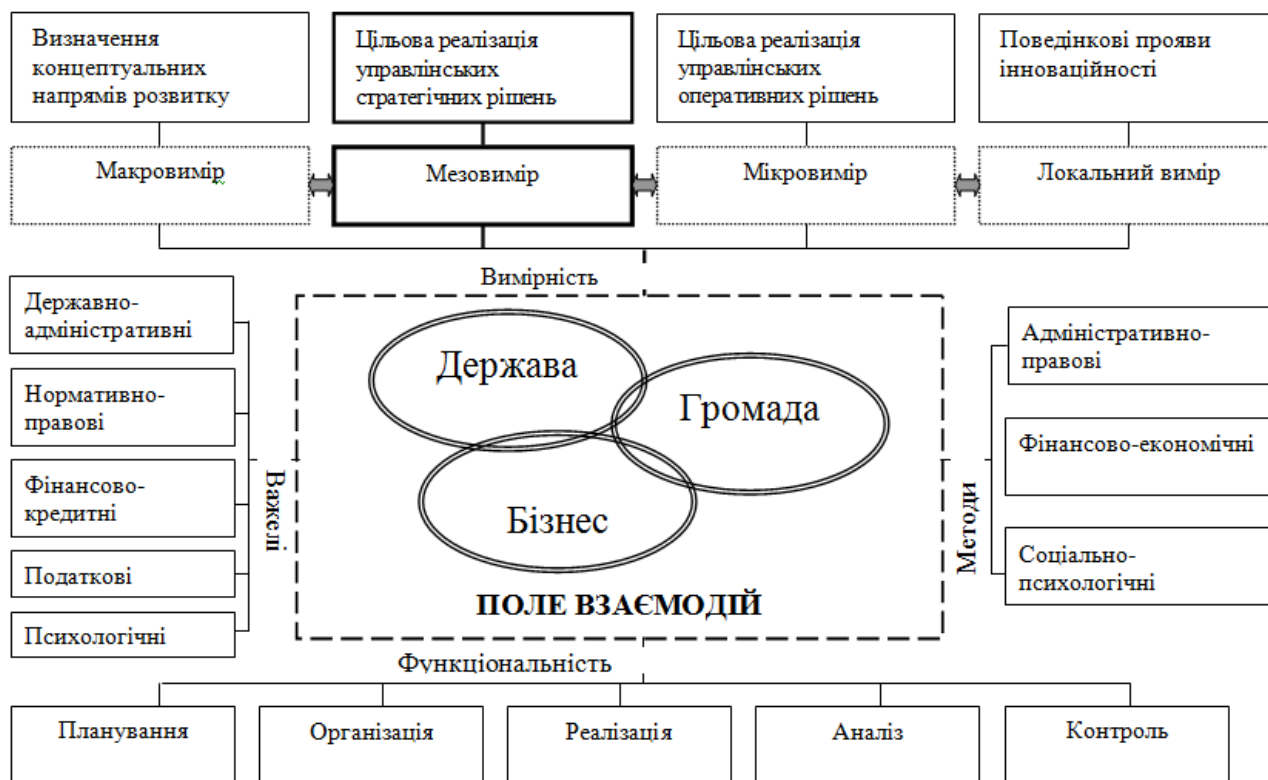 Визначення
концептуальних
напрямів розвитку
Цільова реалізація
управлінських
стратегічних рішень
Цільова реалізація
управлінських
оперативних рішень
Поведінкові прояви
інноваційності
Макровимір
Мезовимір
Мікровимір
Локальний вимір
Вимірність
Державно-
адміністративні
Нормативно-
правові
Фінансово-
кредитні
Податкові
Психологічні
Важелі
Держава
Громада
Бізнес
ПОЛЕ ВЗАЄМОДІЙ
Методи
Адміністративно-
правові
Фінансово-економічні
Соціально-
психологічні
Функціональність
Планування
Організація
Реалізація
Аналіз
Контроль